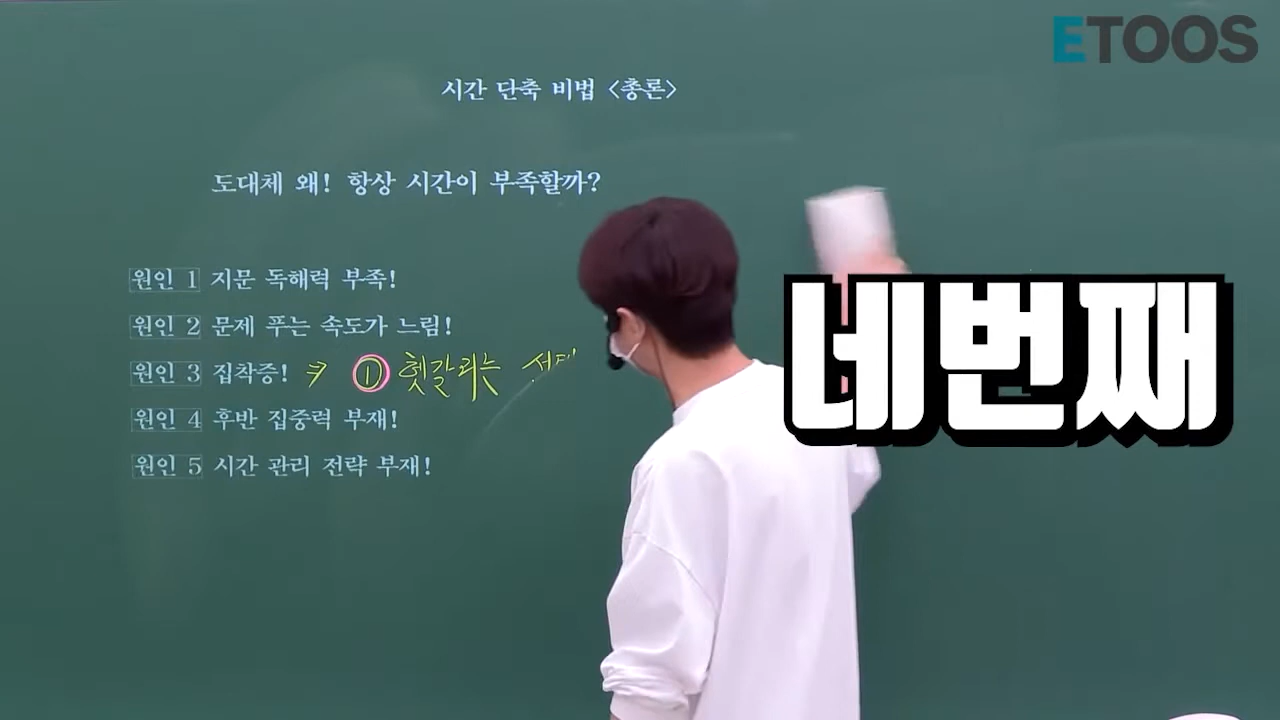 ETOOS
시간 단축 비법 <총론>
도대체 왜! 항상 시간이 부족할까?
원인 1 지문 독해력 부족!
원인 2 문제 푸는 속도가 느림!
원인 3 집착증! → ① 헷갈리는
원인 4 후반 집중력 부재!
원인 5 시간 관리 전략 부재!
네번째